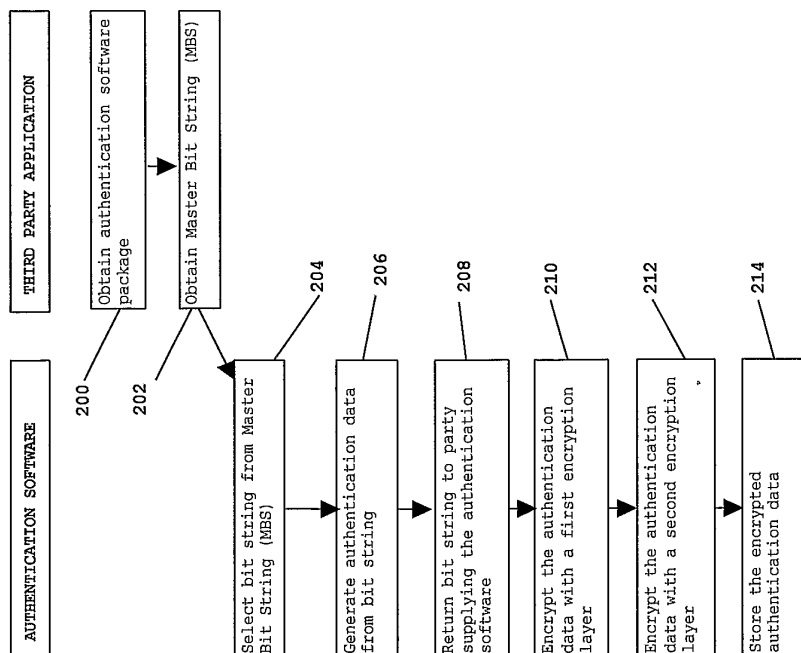 AUTHENTICATION SOFTWARE
THIRD PARTY APPLICATION
200
Obtain authentication software
package
202
Obtain Master Bit String (MBS)
Select bit string from Master
Bit String (MBS)
204
Generate authentication data
from bit string
206
Return bit string to party
supplying the authentication
software
208
Encrypt the authentication
data with a first encryption
layer
210
Encrypt the authentication
data with a second encryption
layer
212
Store the encrypted
authentication data
214